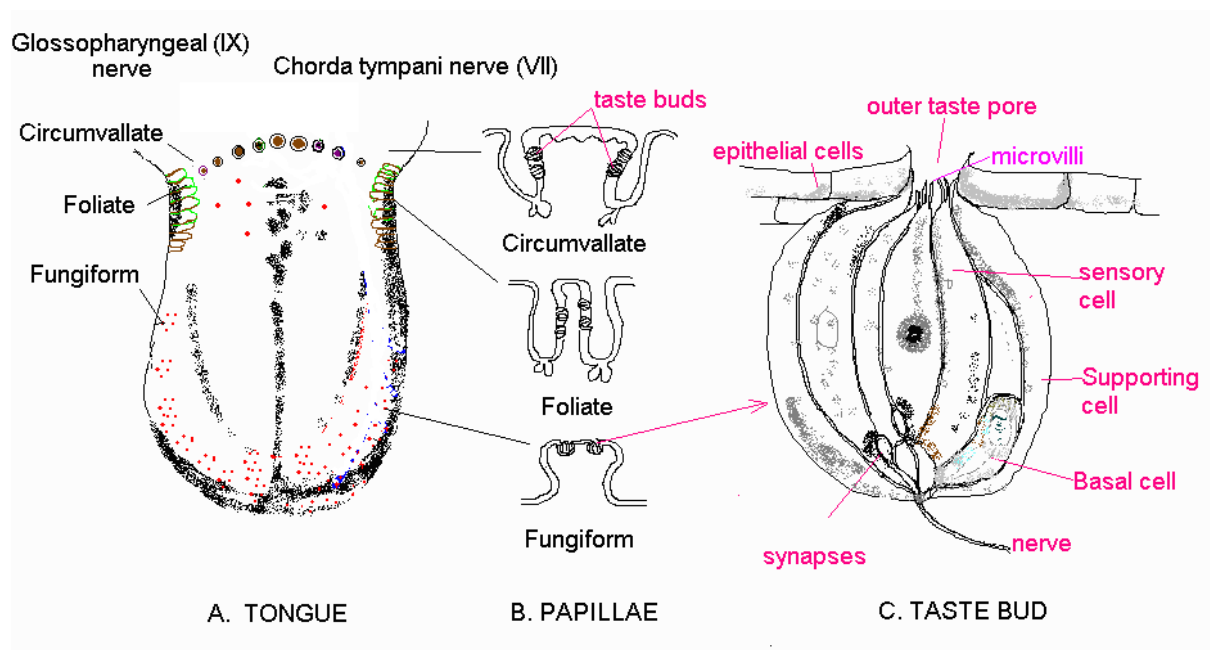 Glossopharyngeal (IX)
nerve
Chorda tympani nerve (VII)
Circumvallate
Foliate
Fungiform
A. TONGUE
taste buds
Circumvallate
Foliate
Fungiform
B. PAPILLAE
outer taste pore
microvilli
epithelial cells
sensory
cell
Supporting
cell
Basal cell
nerve
synapses
C. TASTE BUD